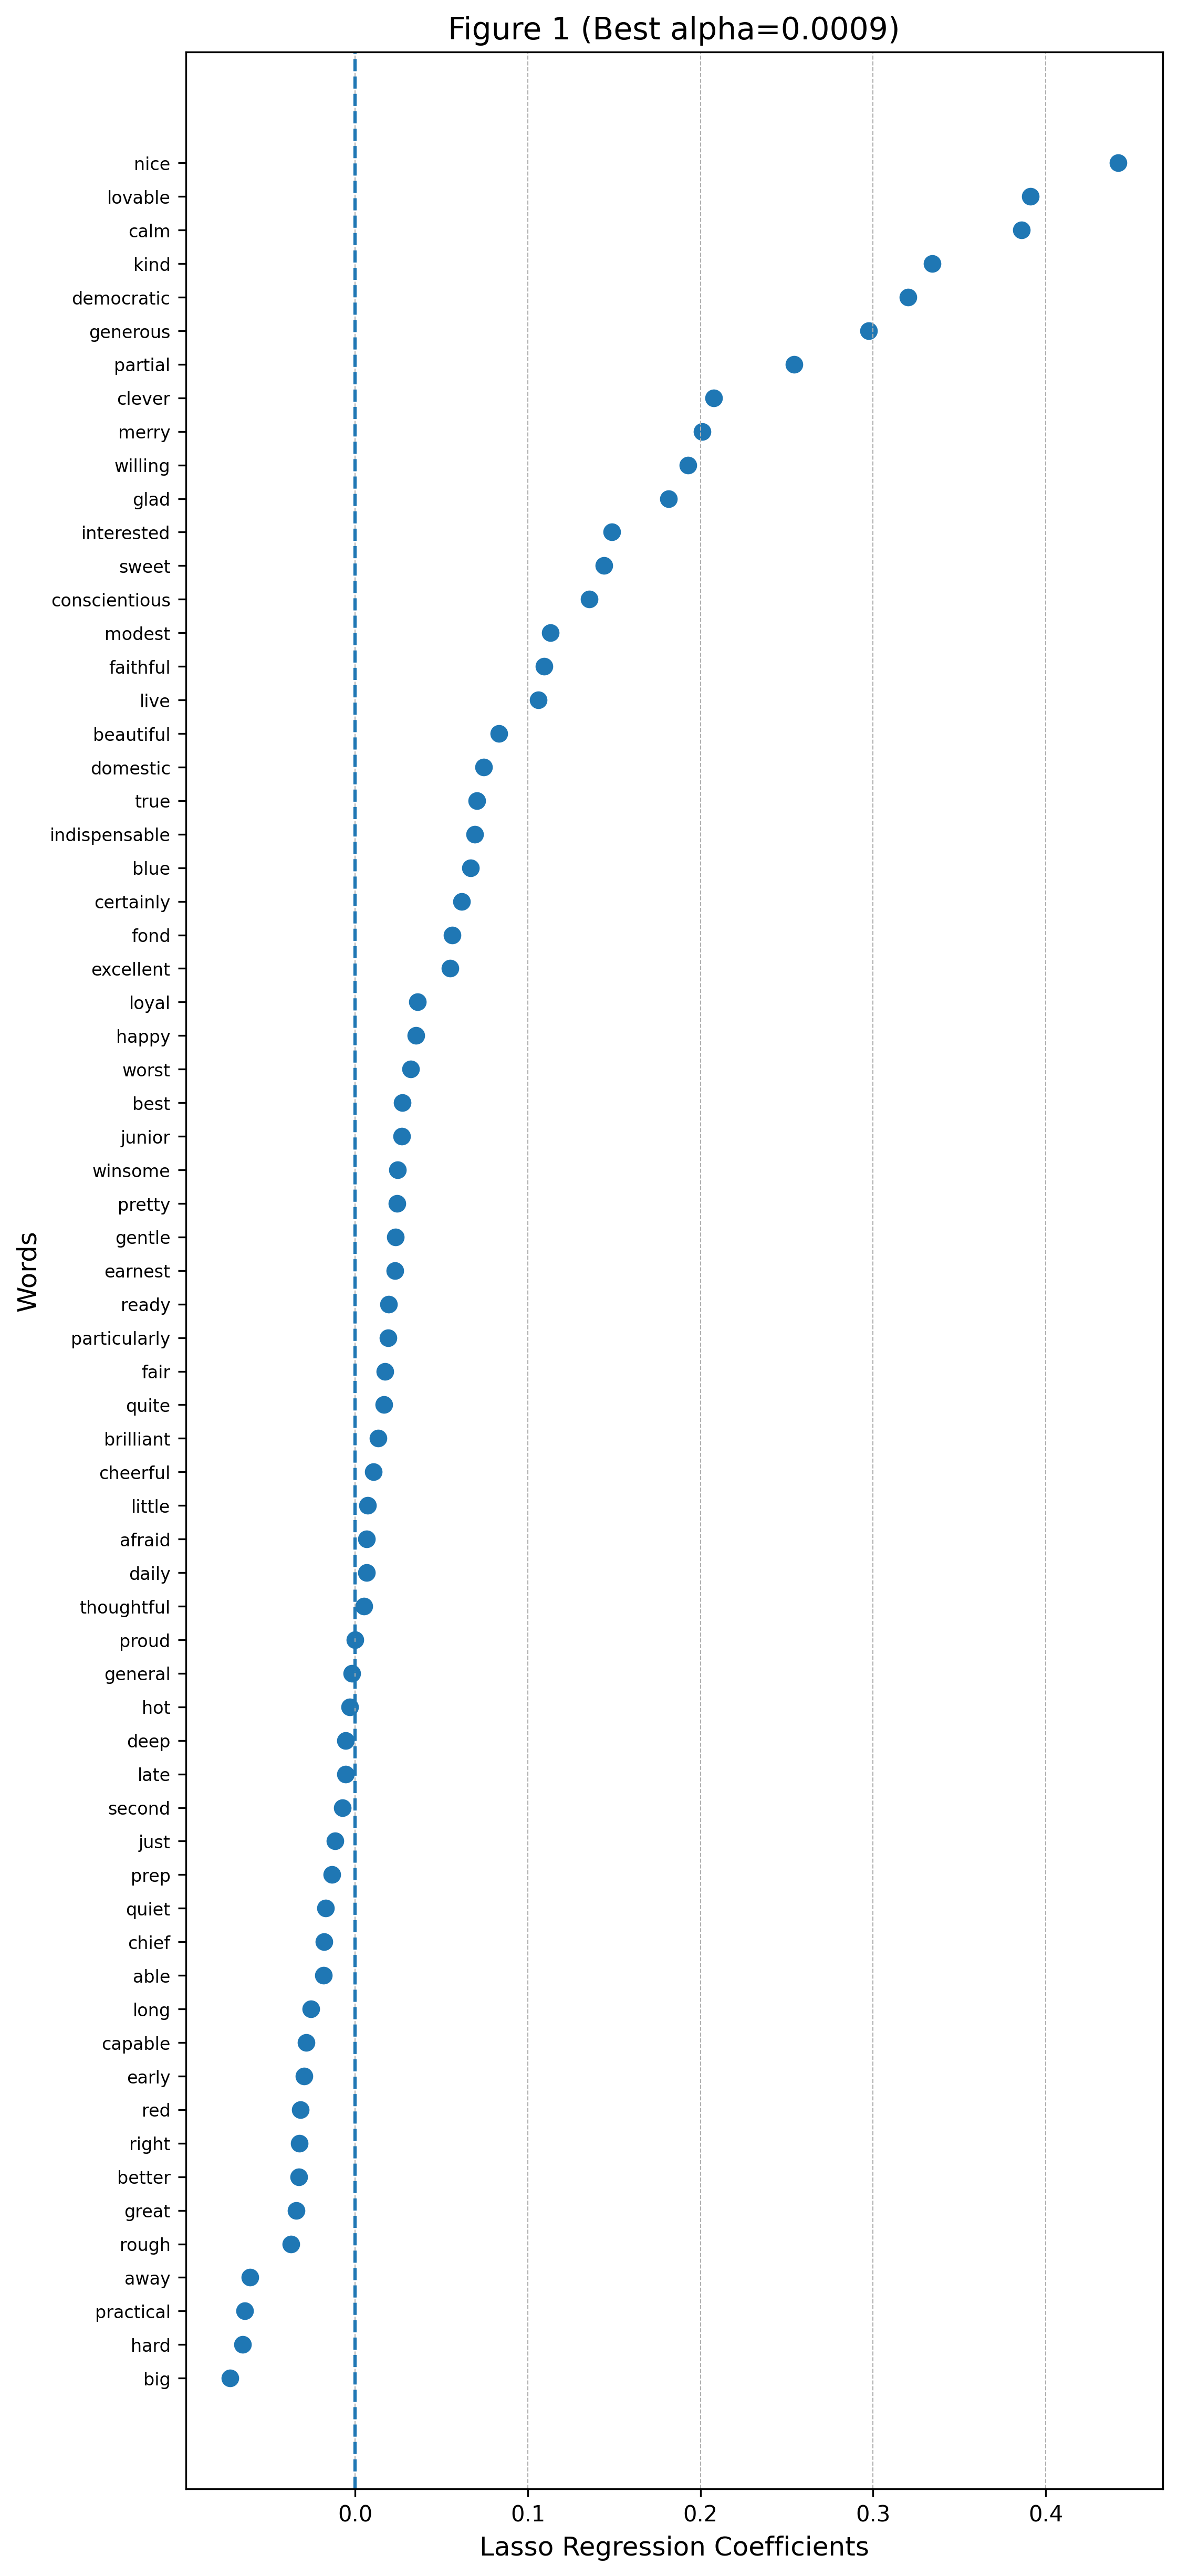 Figure 1 (Best alpha=0.0009)
nice
lovable
calm
kind
democratic
generous
partial
clever
merry
willing
glad
interested
sweet
conscientious
modest
faithful
live
beautiful
domestic
true
indispensable
blue
certainly
fond
excellent
loyal
happy
worst
best
junior
winsome
pretty
gentle
earnest
ready
particularly
fair
quite
brilliant
cheerful
little
afraid
daily
thoughtful
proud
general
hot
deep
late
second
just
prep
quiet
chief
able
long
capable
early
red
right
better
great
rough
away
practical
hard
big
Words
0.0 0.1 0.2 0.3 0.4
Lasso Regression Coefficients